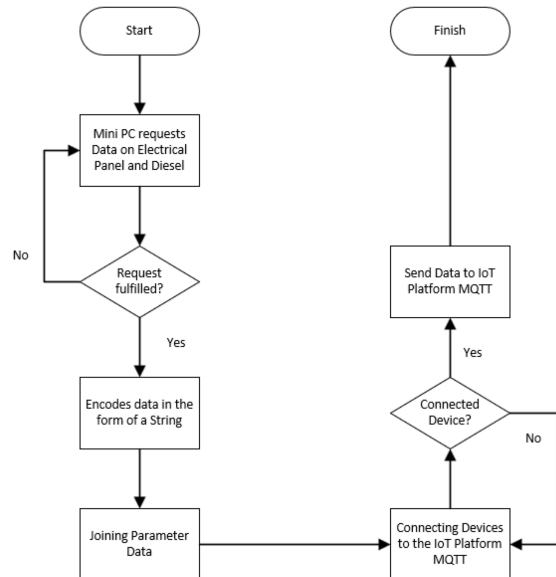 Start
Mini PC requests
Data on Electrical
Panel and Diesel
No
Request
fulfilled?
Yes
Encodes data in the
form of a String
Joining Parameter
Data
Connecting Devices
to the IoT Platform
MQTT
Connected
Device?
No
Yes
Send Data to IoT
Platform MQTT
Finish